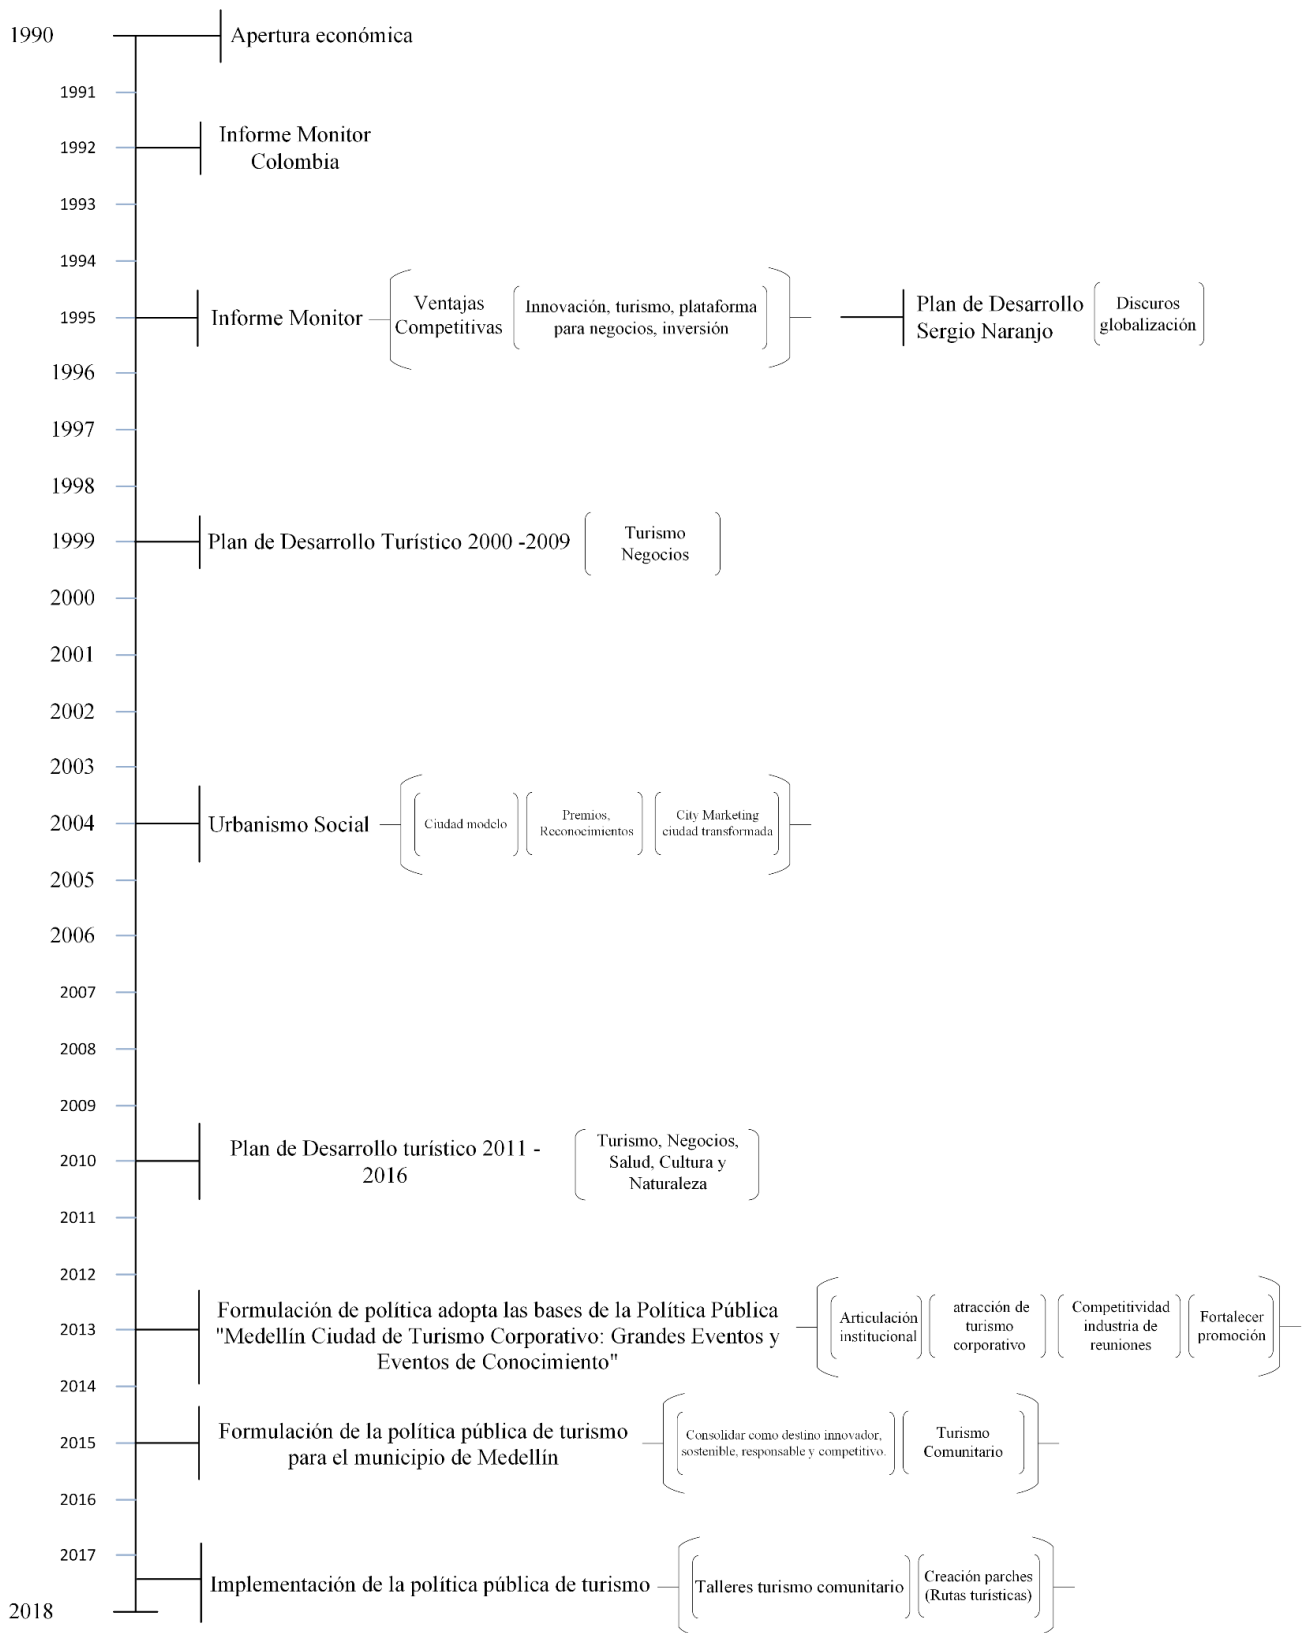 1990
Apertura económica
1991
1992
Informe Monitor
Colombia
1993
1994
1995
Informe Monitor
Ventajas
Competitivas
Innovación, turismo, plataforma
para negocios, inversión
Plan de Desarrollo
Sergio Naranjo
Discuros
globalización
1996
1997
1998
1999
Plan de Desarrollo Turístico 2000 -2009
Turismo
Negocios
2000
2001
2002
2003
2004
Urbanismo Social
Ciudad modelo
Premios,
Reconocimientos
City Marketing
ciudad transformada
2005
2006
2007
2008
2009
2010
Plan de Desarrollo turístico 2011 -
2016
Turismo, Negocios,
Salud, Cultura y
Naturaleza
2011
2012
2013
Formulación de política adopta las bases de la Política Pública
"Medellín Ciudad de Turismo Corporativo: Grandes Eventos y
Eventos de Conocimiento"
Articulación
institucional
atracción de
turismo
corporativo
Competitividad
industria de
reuniones
Fortalecer
promoción
2014
2015
Formulación de la política pública de turismo
para el municipio de Medellín
Consolidar como destino innovador,
sostenible, responsable y competitivo.
Turismo
Comunitario
2016
2017
Implementación de la política pública de turismo
Talleres turismo comunitario
Creación parches
(Rutas turísticas)
2018